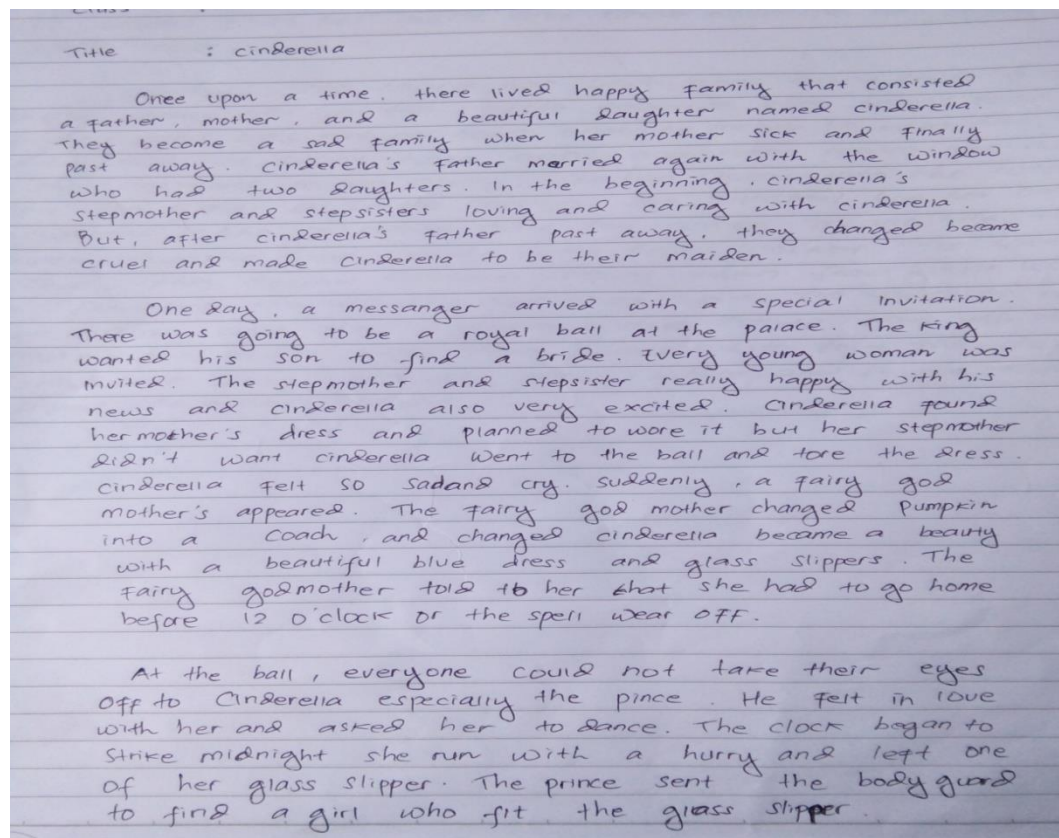 Title : cinderella
Once upon a time. there lived happy family that consisted
a father, mother, and a beautiful daughter named cinderella.
They become a sad family when her mother sick and finally
past away. cinderella's father married again with the window
who had two daughters. In the beginning, cinderella's
stepmother and stepsisters loving and caring with cinderella.
But, after cinderella's father past away, they changed became
cruel and made cinderella to be their maiden.
One day, a messanger arrived with a special invitation.
There was going to be a royal ball at the palace. The king
wanted his son to find a bride. Every young woman was
invited. The stepmother and stepsister really happy with his
news and cinderella also very excited. Cinderella found
her mother's dress and planned to wore it but her stepmother
didn't want cinderella went to the ball and tore the dress.
cinderella felt so sadand cry. suddenly, a fairy god
mother's appeared. The fairy god mother changed pumpkin
into a coach, and changed cinderella became a beauty
with a beautiful blue dress and glass slippers. The
Fairy godmother told to her that she had to go home
before 12 o'clock or the spell wear off.
At the ball, everyone could not take their eyes
off to Cinderella especially the pince. He felt in love
with her and asked her to dance. The clock began to
strike midnight she run with a hurry and left one
of her glass slipper. The prince sent the body guard
to find a girl who fit the glass slipper